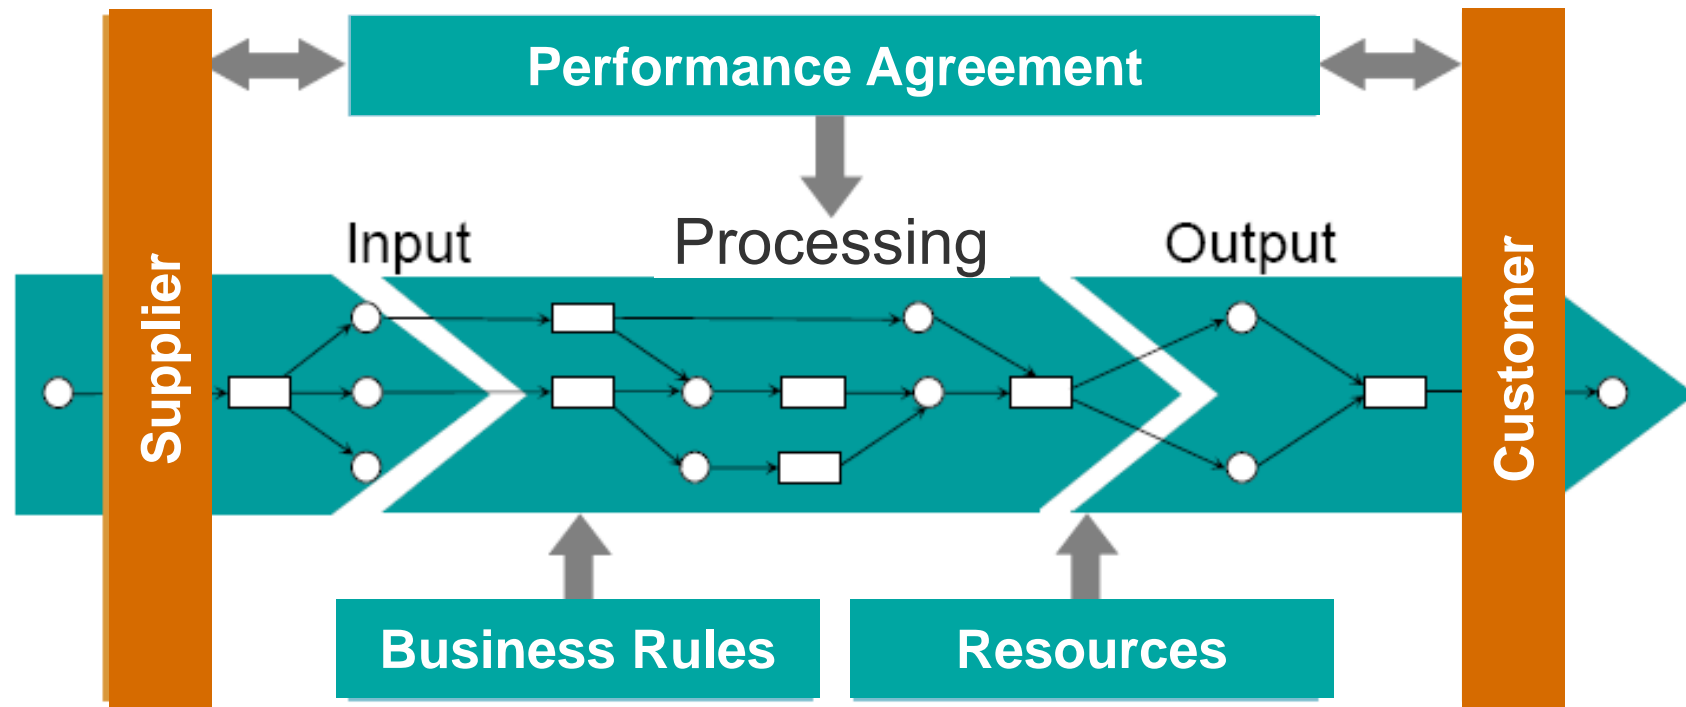 Performance Agreement
Supplier
Input
Processing
Output
Customer
Business Rules
Resources